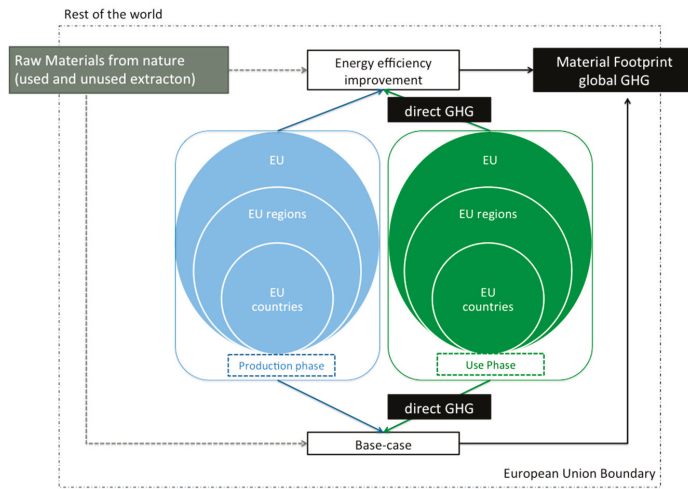 Rest of the world
Raw Materials from nature
(used and unused extracton)
Energy efficiency
improvement
Material Footprint
global GHG
direct GHG
EU
EU regions
EU
countries
Production phase
EU
EU regions
EU
countries
Use Phase
direct GHG
Base-case
European Union Boundary